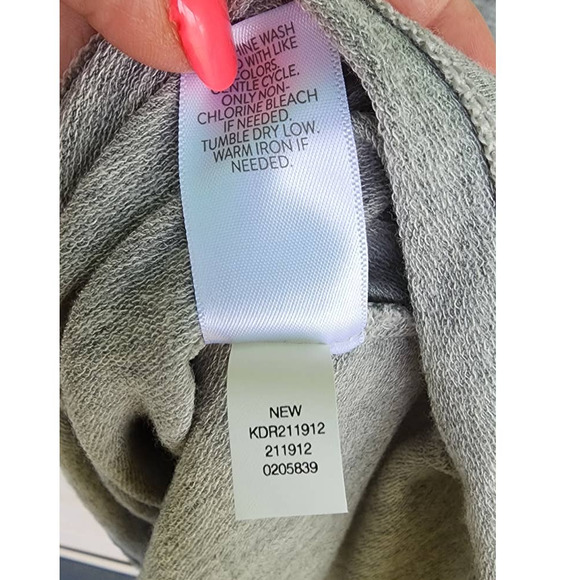 HINE WASH
D WITH LIKE
COLORS.
GENTLE CYCLE.
ONLY NON-
CHLORINE BLEACH
IF NEEDED.
TUMBLE DRY LOW.
WARM IRON IF
NEEDED.
NEW
KDR211912
211912
0205839